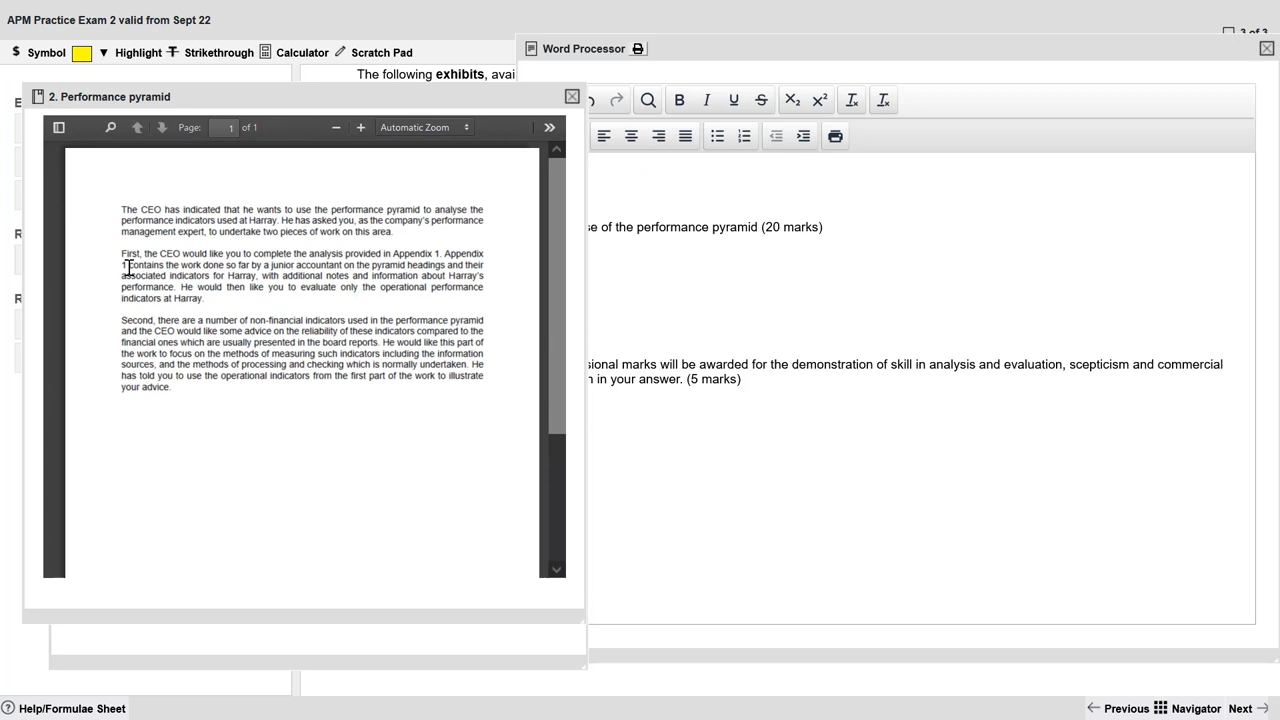 APM Practice Exam 2 valid from Sept 22
3 of 3
$ Symbol
Highlight
Strikethrough
Calculator
Scratch Pad
Word Processor
The following exhibits, avai
2. Performance pyramid
Page: 1 of 1
Automatic Zoom
B I U S X₂ X² Tx Tx
The CEO has indicated that he wants to use the performance pyramid to analyse the
performance indicators used at Harray. He has asked you, as the company's performance
management expert, to undertake two pieces of work on this area.
First, the CEO would like you to complete the analysis provided in Appendix 1. Appendix
1 contains the work done so far by a junior accountant on the pyramid headings and their
associated indicators for Harray, with additional notes and information about Harray's
performance. He would then like you to evaluate only the operational performance
indicators at Harray.
Second, there are a number of non-financial indicators used in the performance pyramid
and the CEO would like some advice on the reliability of these indicators compared to the
financial ones which are usually presented in the board reports. He would like this part of
the work to focus on the methods of measuring such indicators including the information
sources, and the methods of processing and checking which is normally undertaken. He
has told you to use the operational indicators from the first part of the work to illustrate
your advice.
se of the performance pyramid (20 marks)
sional marks will be awarded for the demonstration of skill in analysis and evaluation, scepticism and commercial
n in your answer. (5 marks)
E
R
R
Help/Formulae Sheet
Previous
Navigator
Next